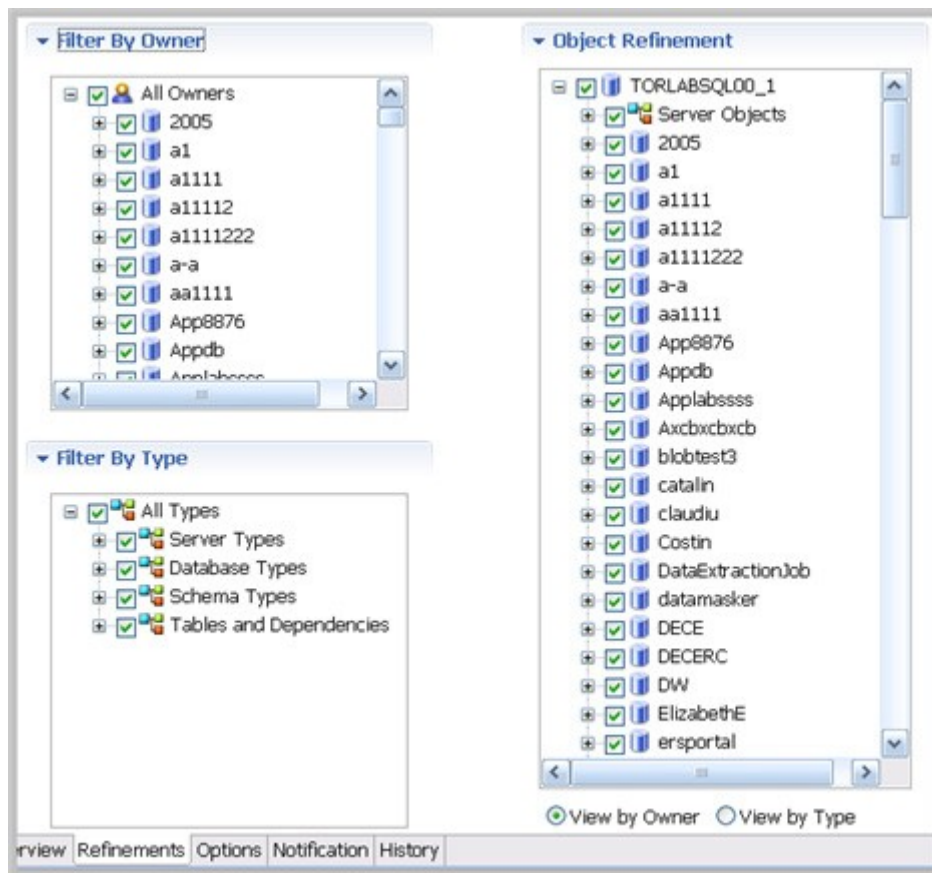 Filter By Owner
All Owners
2005
a1
a1111
a11112
a1111222
a-a
aa1111
App8876
Appdb
Applabssss
Filter By Type
All Types
Server Types
Database Types
Schema Types
Tables and Dependencies
Object Refinement
TORLABSQL00_1
Server Objects
2005
a1
a1111
a11112
a1111222
a-a
aa1111
App8876
Appdb
Applabssss
Axcbxcbxcb
blobtest3
catalin
claudiu
Costin
DataExtractionJob
datamasker
DECE
DECERC
DW
ElizabethE
ersportal
View by Owner View by Type
rview Refinements Options Notification History